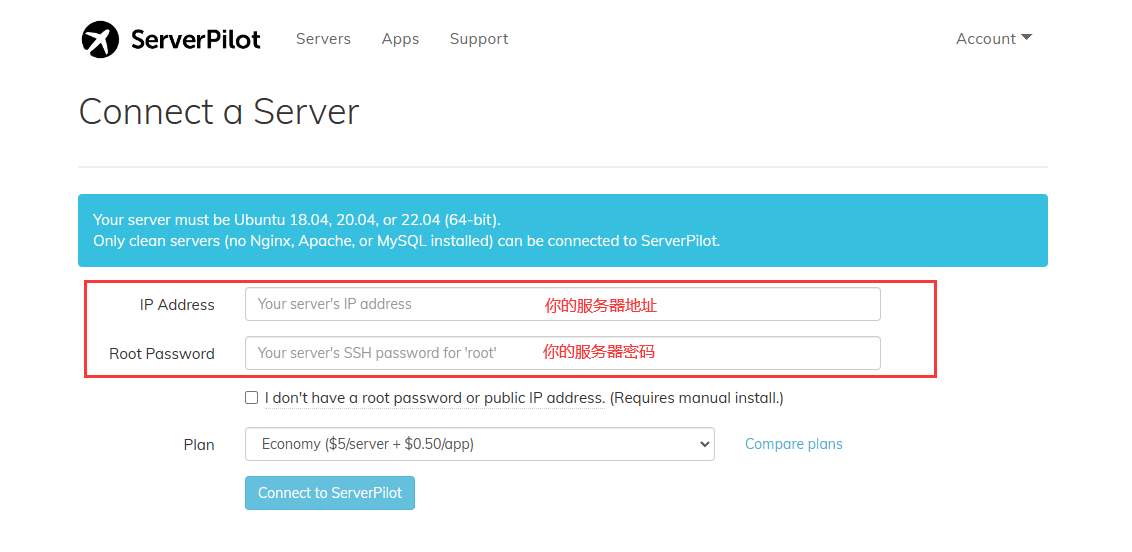 ServerPilot Servers Apps Support Account
Connect a Server
Your server must be Ubuntu 18.04, 20.04, or 22.04 (64-bit).
Only clean servers (no Nginx, Apache, or MySQL installed) can be connected to ServerPilot.
IP Address Your server's IP address 你的服务器地址
Root Password Your server's SSH password for 'root' 你的服务器密码
I don't have a root password or public IP address. (Requires manual install.)
Plan Economy ($5/server + $0.50/app) Compare plans
Connect to ServerPilot